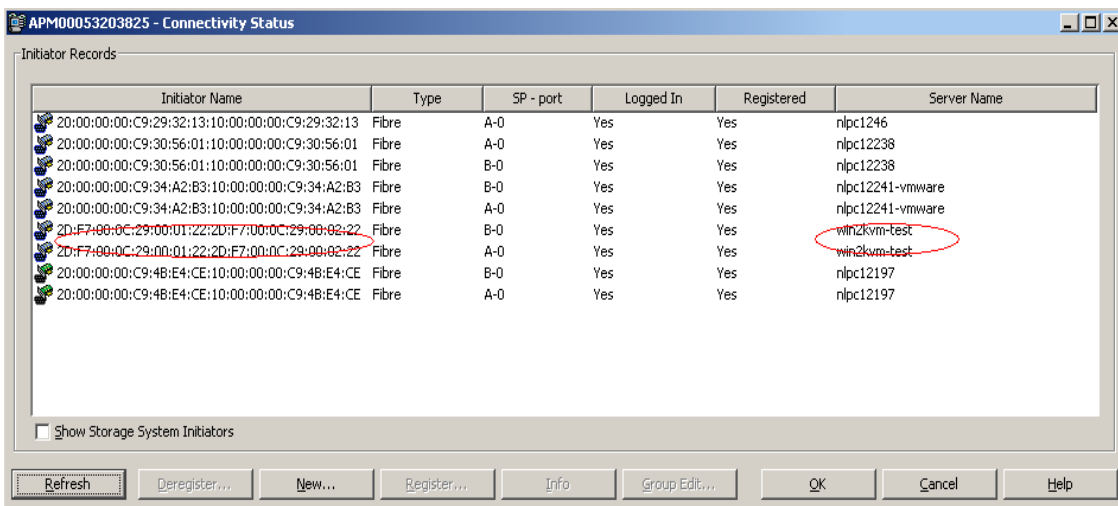 APM00053203825 - Connectivity Status
Initiator Records
Initiator Name Type SP - port Logged In Registered Server Name
20:00:00:00:C9:29:32:13:10:00:00:00:C9:29:32:13 Fibre A-0 Yes Yes nlpc1246
20:00:00:00:C9:30:56:01:10:00:00:00:C9:30:56:01 Fibre A-0 Yes Yes nlpc12238
20:00:00:00:C9:30:56:01:10:00:00:00:C9:30:56:01 Fibre B-0 Yes Yes nlpc12238
20:00:00:00:C9:34:A2:B3:10:00:00:00:C9:34:A2:B3 Fibre B-0 Yes Yes nlpc12241-vmware
20:00:00:00:C9:34:A2:B3:10:00:00:00:C9:34:A2:B3 Fibre A-0 Yes Yes nlpc12241-vmware
2D:F7:00:0C:29:00:01:22:2D:F7:00:0C:29:00:02:22 Fibre B-0 Yes Yes win2kvm-test
2D:F7:00:0C:29:00:01:22:2D:F7:00:0C:29:00:02:22 Fibre A-0 Yes Yes win2kvm-test
20:00:00:00:C9:4B:E4:CE:10:00:00:00:C9:4B:E4:CE Fibre B-0 Yes Yes nlpc12197
20:00:00:00:C9:4B:E4:CE:10:00:00:00:C9:4B:E4:CE Fibre A-0 Yes Yes nlpc12197
Show Storage System Initiators
Refresh Deregister... New... Register... Info Group Edit... OK Cancel Help